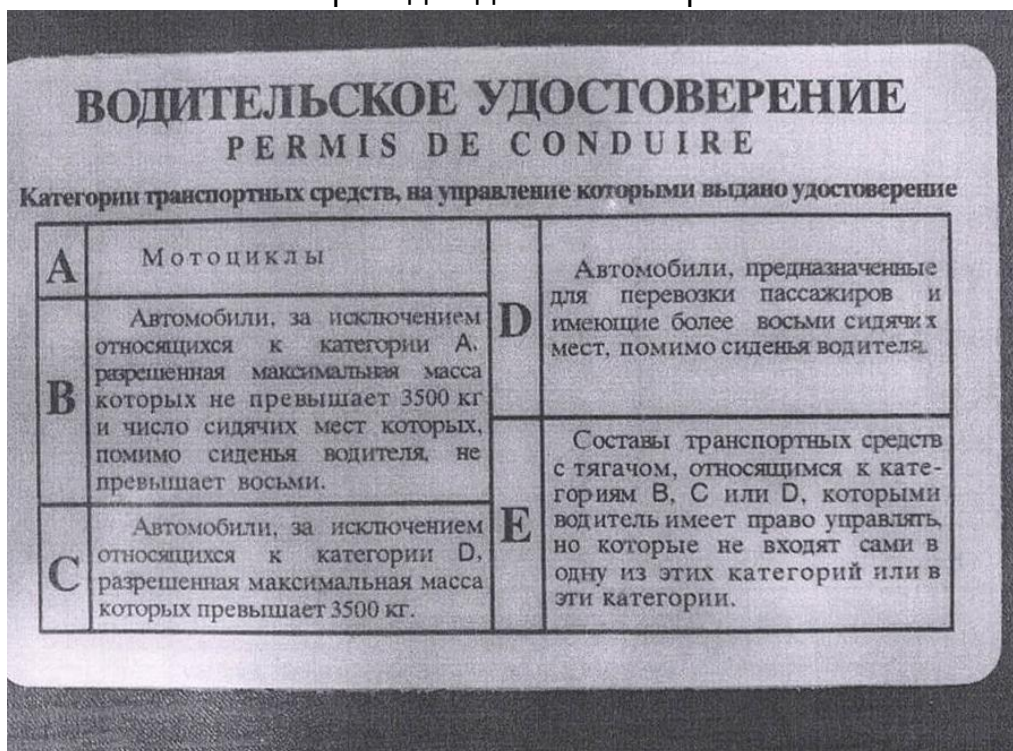 ВОДИТЕЛЬСКОЕ УДОСТОВЕРЕНИЕ
PERMIS DE CONDUIRE
Категории транспортных средств, на управление которыми выдано удостоверение
A
Мотоциклы
B
Автомобили, за исключением
относящихся к категории A,
разрешенная максимальная масса
которых не превышает 3500 кг
и число сидячих мест которых,
помимо сиденья водителя, не
превышает восьми.
C
Автомобили, за исключением
относящихся к категории D,
разрешенная максимальная масса
которых превышает 3500 кг.
D
Автомобили, предназначенные
для перевозки пассажиров и
имеющие более восьми сидячих
мест, помимо сиденья водителя.
E
Составы транспортных средств
с тягачом, относящимся к кате-
гориям B, C или D, которыми
водитель имеет право управлять,
но которые не входят сами в
одну из этих категорий или в
эти категории.